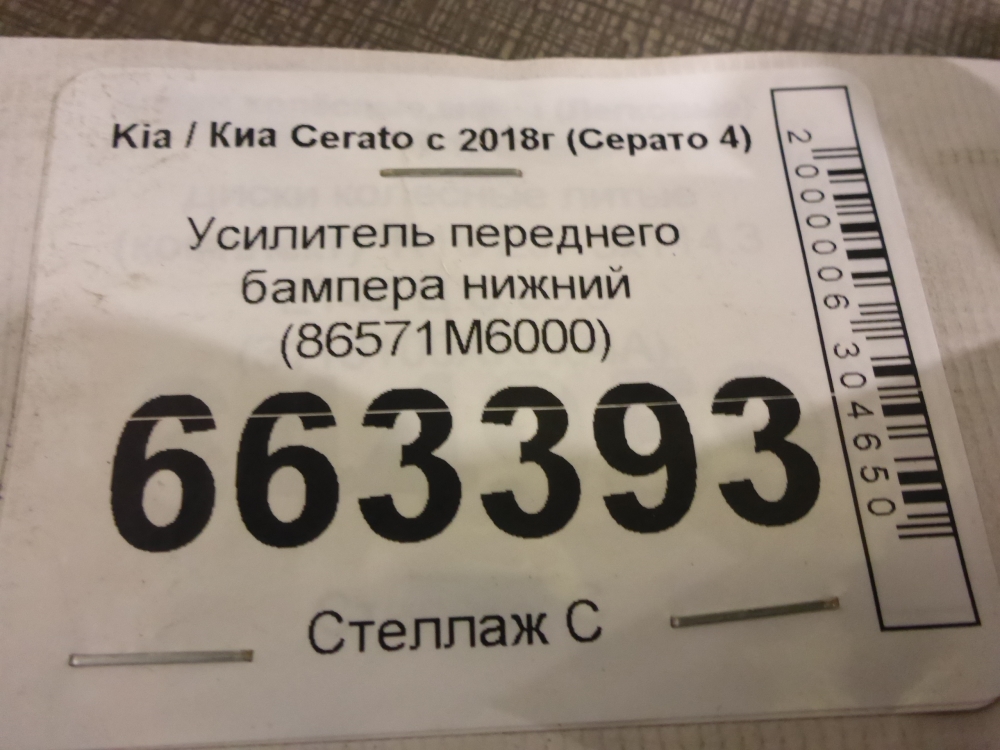 Kia / Киа Cerato с 2018г (Серато 4)
Усилитель переднего
бампера нижний
(86571M6000)
663393
Стеллаж С
2000006304650